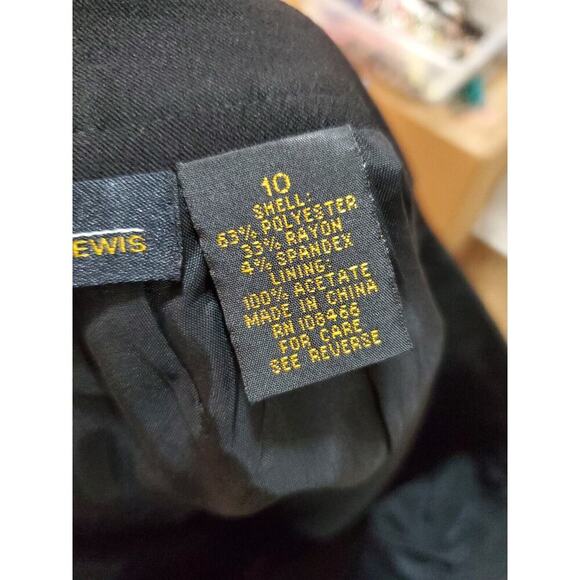 10
SHELL:
63% POLYESTER
33% RAYON
4% SPANDEX
LINING:
100% ACETATE
MADE IN CHINA
RN 108466
FOR CARE
SEE REVERSE
EWIS